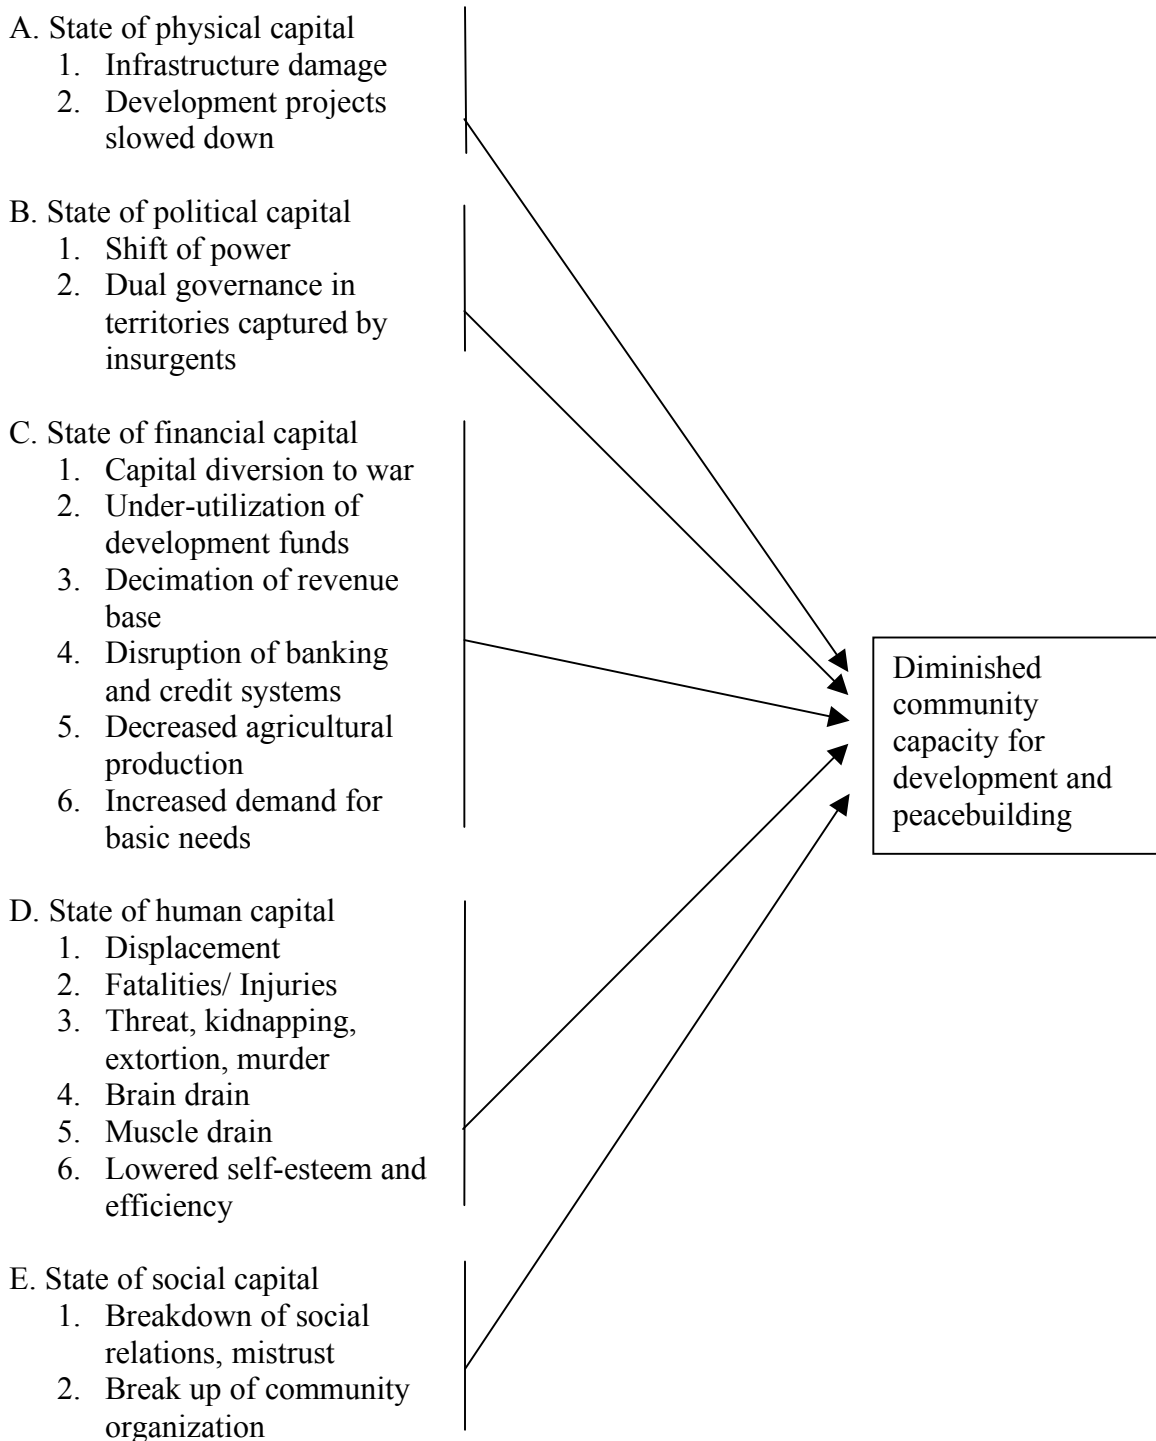 A. State of physical capital
1. Infrastructure damage
2. Development projects
slowed down
B. State of political capital
1. Shift of power
2. Dual governance in
territories captured by
insurgents
C. State of financial capital
1. Capital diversion to war
2. Under-utilization of
development funds
3. Decimation of revenue
base
4. Disruption of banking
and credit systems
5. Decreased agricultural
production
6. Increased demand for
basic needs
D. State of human capital
1. Displacement
2. Fatalities/ Injuries
3. Threat, kidnapping,
extortion, murder
4. Brain drain
5. Muscle drain
6. Lowered self-esteem and
efficiency
E. State of social capital
1. Breakdown of social
relations, mistrust
2. Break up of community
organization
Diminished
community
capacity for
development and
peacebuilding